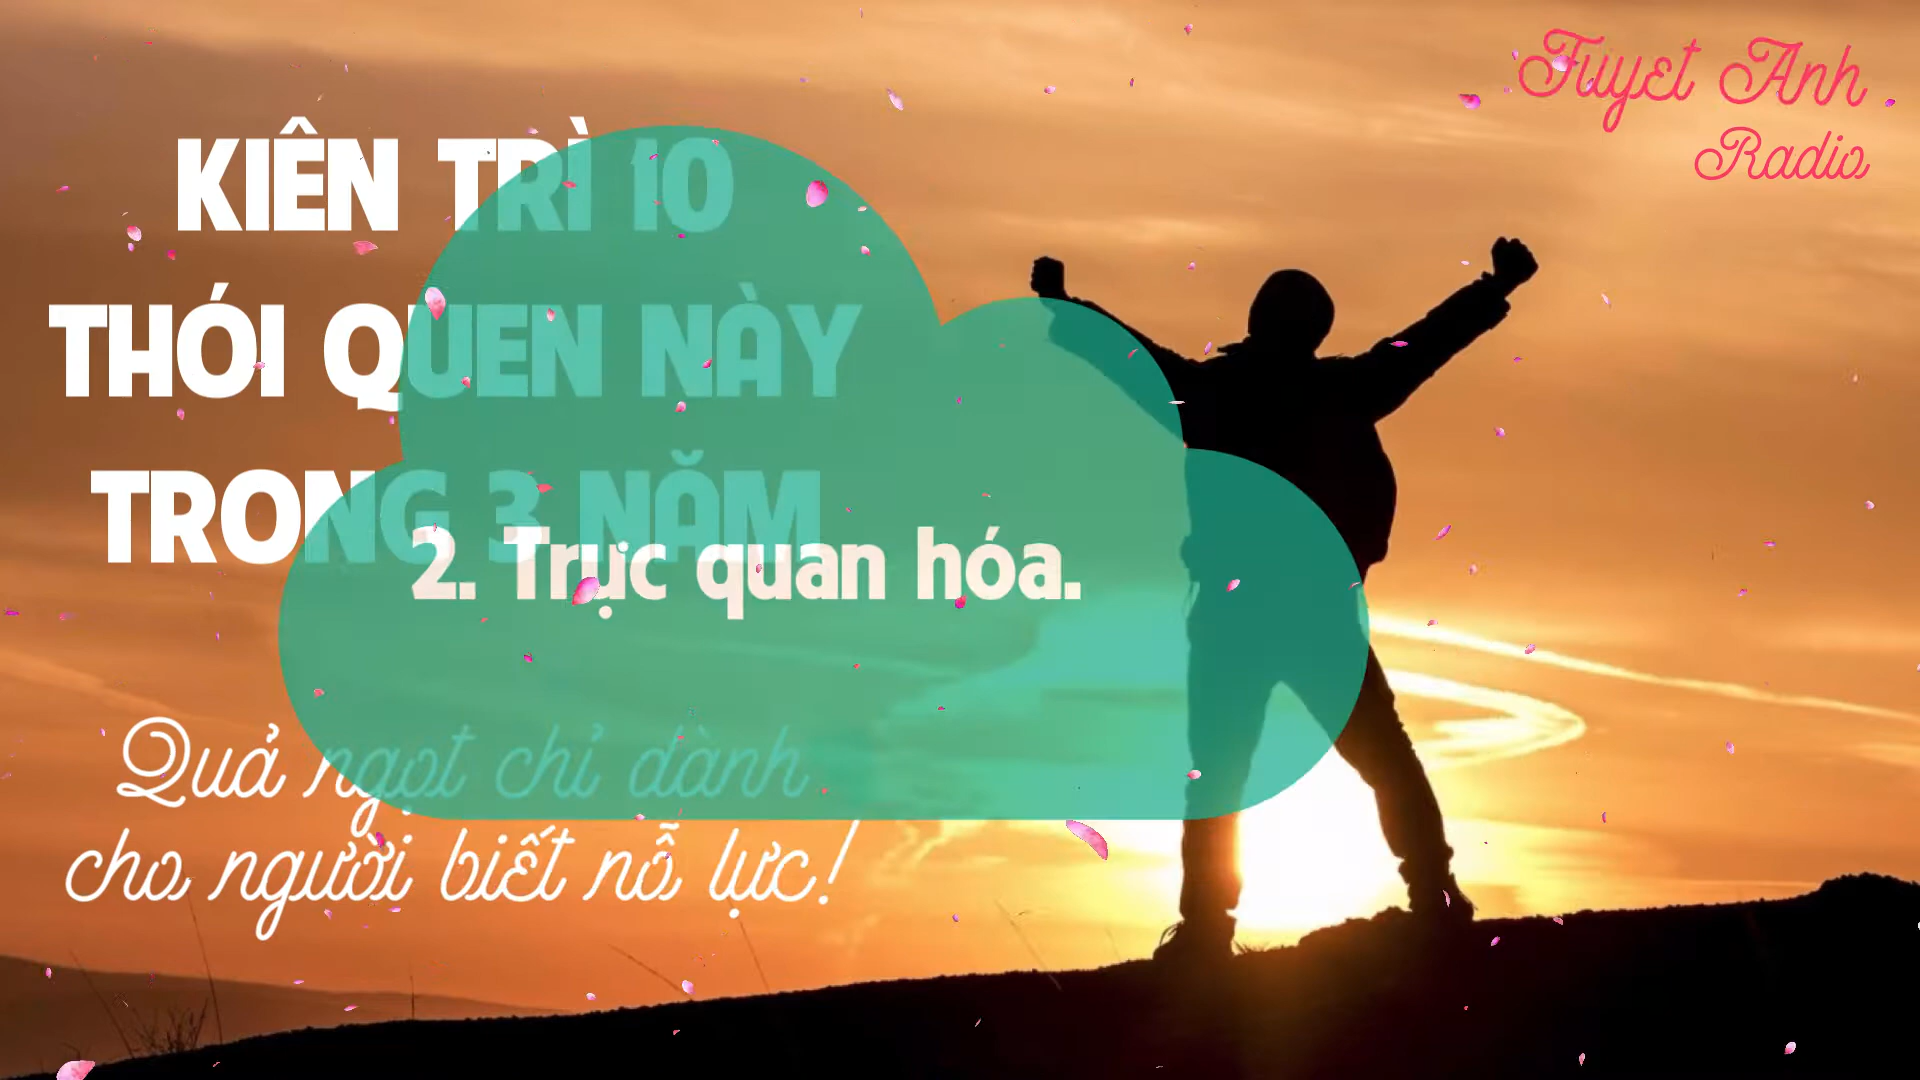 Tuyết Anh
Radio
KIÊN TRÌ 10
THÓI QUEN NÀY
TRONG 3 NĂM
2. Trực quan hóa.
Quả ngọt chỉ dành
cho người biết nỗ lực!